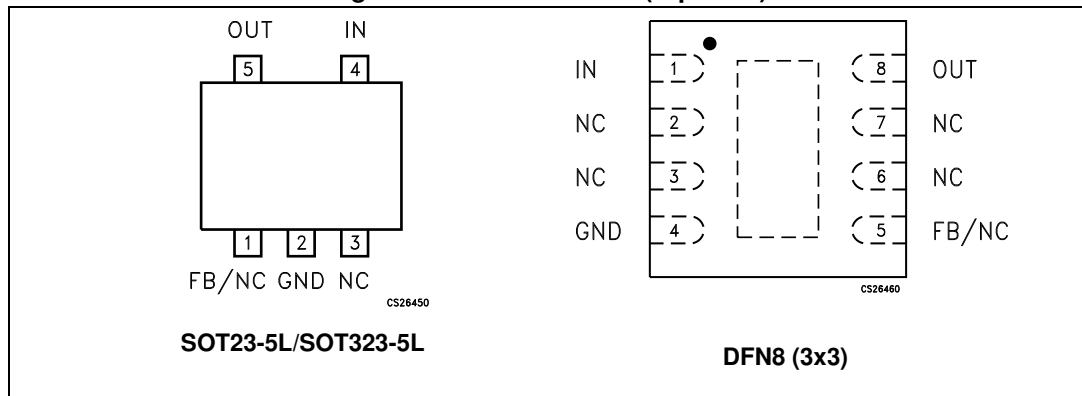 OUT IN
5 4
1 2 3
FB/NC GND NC
CS26450
SOT23-5L/SOT323-5L
IN 1 8 OUT
NC 2 7 NC
NC 3 6 NC
GND 4 5 FB/NC
CS26460
DFN8 (3x3)